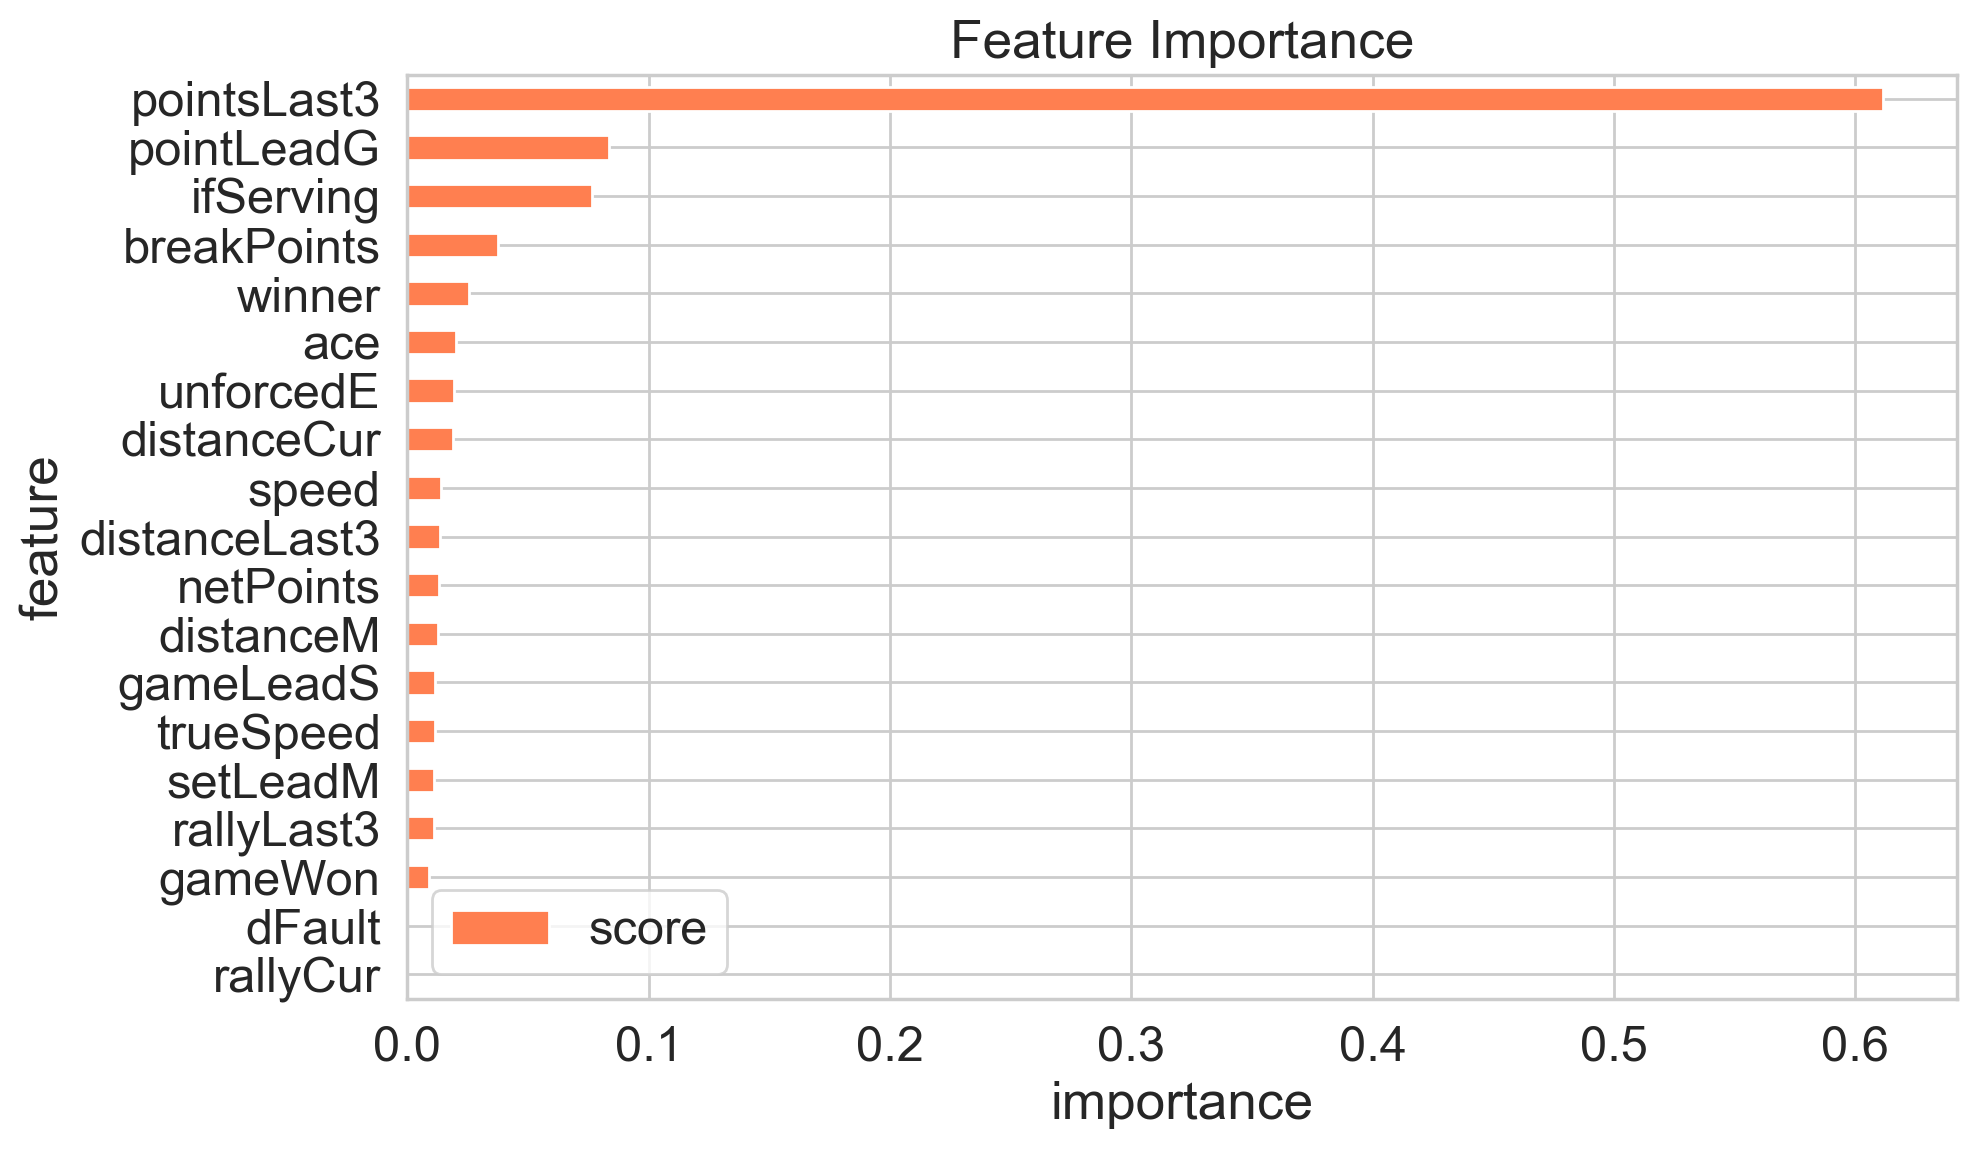 Feature Importance
pointsLast3
pointLeadG
ifServing
breakPoints
winner
ace
unforcedE
distanceCur
speed
distanceLast3
netPoints
distanceM
gameLeadS
trueSpeed
setLeadM
rallyLast3
gameWon
dFault
rallyCur
feature
score
0.0 0.1 0.2 0.3 0.4 0.5 0.6
importance